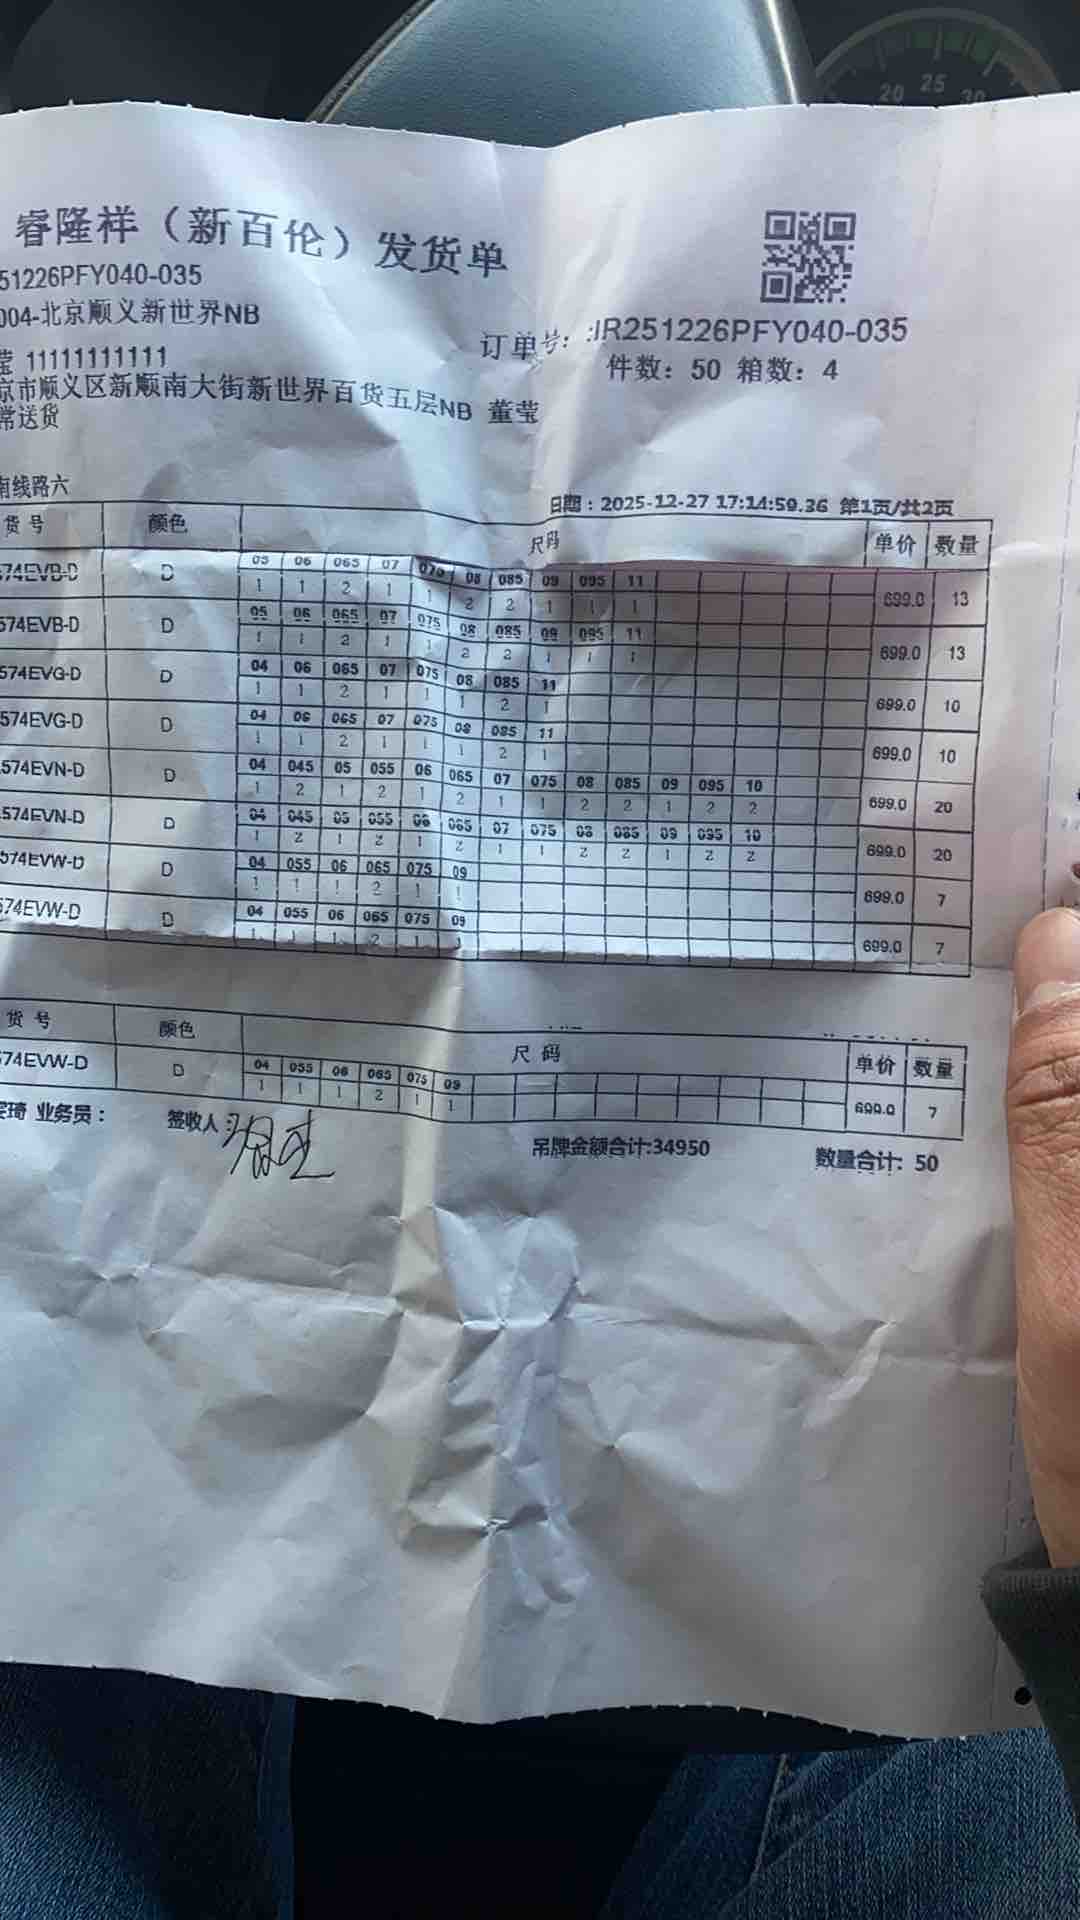 20 25 30
睿隆祥（新百伦）发货单
51226PFY040-035
004-北京顺义新世界NB
订单号：:IR251226PFY040-035
莹 11111111111
件数：50 箱数：4
京市顺义区新顺南大街新世界百货五层NB 董莹
常送货
南线路六
日期：2025-12-27 17:14:59.36 第1页/共2页
货号 颜色 尺码 单价 数量
574EVB-D D 05 06 065 07 075 08 085 09 095 11 699.0 13
1 1 2 1 1 2 2 1 1 1
574EVB-D D 05 06 065 07 075 08 085 09 095 11 699.0 13
1 1 2 1 1 2 2 1 1 1
574EVG-D D 04 06 065 07 075 08 085 11 699.0 10
1 1 2 1 1 1 2 1
574EVG-D D 04 06 065 07 075 08 085 11 699.0 10
1 1 2 1 1 1 2 1
574EVN-D D 04 045 05 055 06 065 07 075 08 085 09 095 10 699.0 20
1 2 1 2 1 2 1 1 2 2 1 2 2
574EVN-D D 04 045 05 055 06 065 07 075 08 085 09 095 10 699.0 20
1 2 1 2 1 2 1 1 2 2 1 2 2
574EVW-D D 04 055 06 065 075 09 699.0 7
1 1 1 2 1 1
574EVW-D D 04 055 06 065 075 09 699.0 7
1 1 1 2 1 1
货号 颜色 尺码 单价 数量
574EVW-D D 04 055 06 065 075 09 699.0 7
1 1 1 2 1 1
琦 业务员： 签收人： 吊牌金额合计:34950 数量合计：50